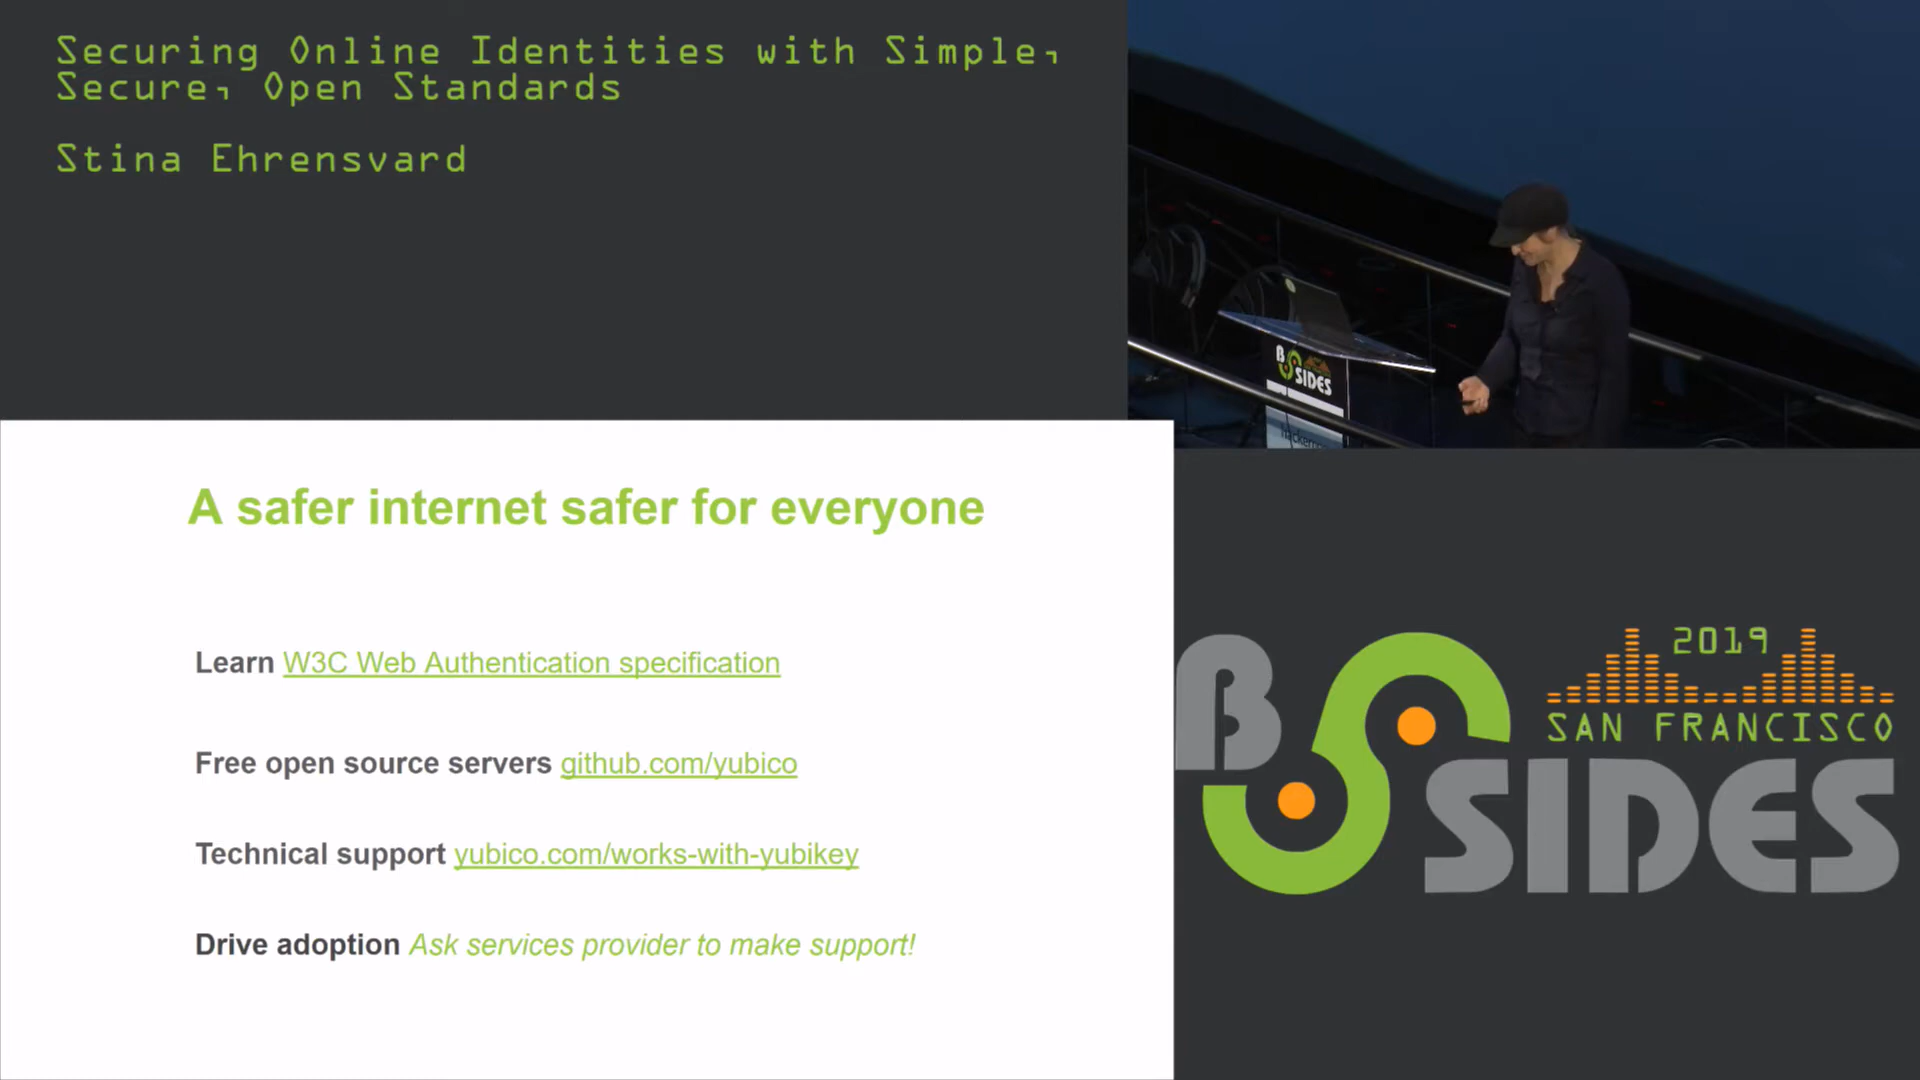 Securing Online Identities with Simple,
Secure, Open Standards
Stina Ehrensvard
B SIDES
A safer internet safer for everyone
Learn W3C Web Authentication specification
Free open source servers github.com/yubico
Technical support yubico.com/works-with-yubikey
Drive adoption Ask services provider to make support!
2019
SAN FRANCISCO
BSIDES